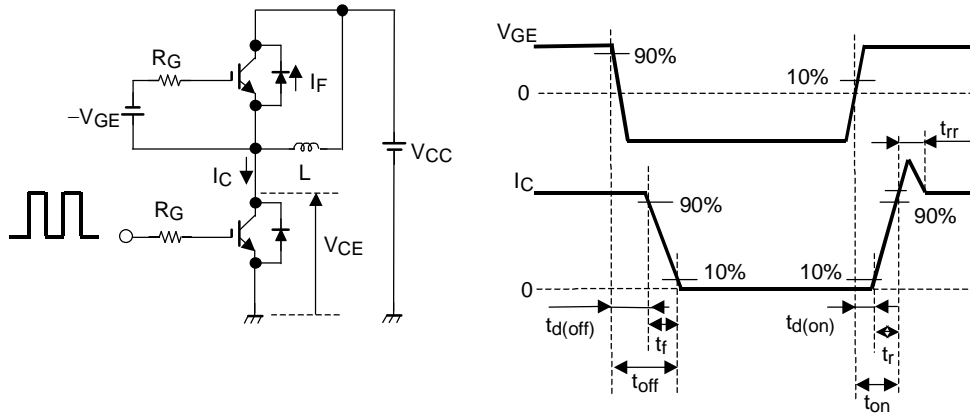 RG
−VGE
IF
VCC
L
IC
RG
VCE
VGE
90%
10%
0
trr
IC
90%
90%
10%
10%
0
td(off)
td(on)
tf
tr
toff
ton